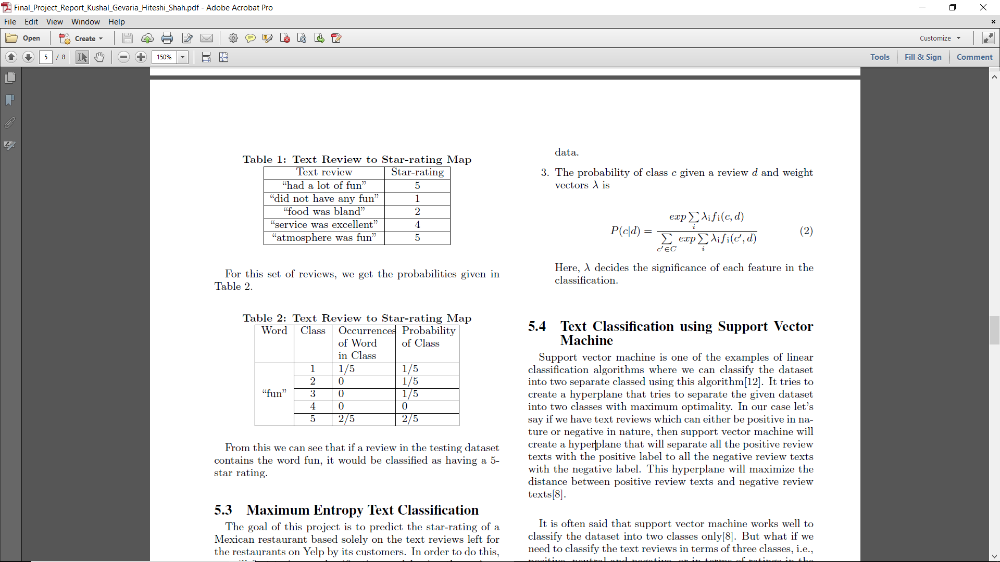 Final_Project_Report_Kushal_Gevaria_Hiteshi_Shah.pdf - Adobe Acrobat Pro
File Edit View Window Help
Open Create Customize
5 / 8 150% Tools Fill & Sign Comment
Table 1: Text Review to Star-rating Map
Text review Star-rating
“had a lot of fun” 5
“did not have any fun” 1
“food was bland” 2
“service was excellent” 4
“atmosphere was fun” 5
For this set of reviews, we get the probabilities given in
Table 2.
Table 2: Text Review to Star-rating Map
Word Class Occurrences Probability
of Word of Class
in Class
1 1/5 1/5
2 0 1/5
“fun” 3 0 1/5
4 0 0
5 2/5 2/5
From this we can see that if a review in the testing dataset
contains the word fun, it would be classified as having a 5-
star rating.
5.3 Maximum Entropy Text Classification
The goal of this project is to predict the star-rating of a
Mexican restaurant based solely on the text reviews left for
the restaurants on Yelp by its customers. In order to do this,
data.
3. The probability of class c given a review d and weight
vectors λ is
P(c|d) = exp ∑_i λ_i f_i(c, d) / ∑_{c′∈C} exp ∑_i λ_i f_i(c′, d) (2)
Here, λ decides the significance of each feature in the
classification.
5.4 Text Classification using Support Vector
Machine
Support vector machine is one of the examples of linear
classification algorithms where we can classify the dataset
into two separate classed using this algorithm[12]. It tries to
create a hyperplane that tries to separate the given dataset
into two classes with maximum optimality. In our case let’s
say if we have text reviews which can either be positive in na-
ture or negative in nature, then support vector machine will
create a hyperplane that will separate all the positive review
texts with the positive label to all the negative review texts
with the negative label. This hyperplane will maximize the
distance between positive review texts and negative review
texts[8].
It is often said that support vector machine works well to
classify the dataset into two classes only[8]. But what if we
need to classify the text reviews in terms of three classes, i.e.,
positive, neutral and negative, or in terms of ratings in the